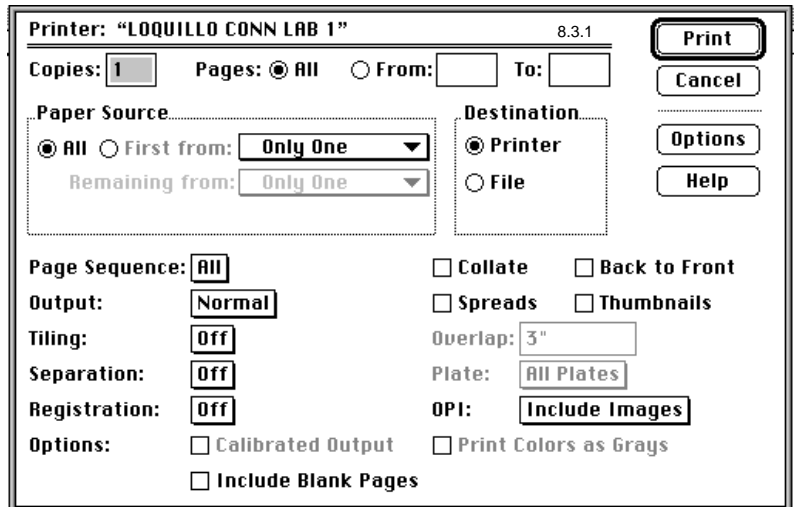 Printer: “LOQUILLO CONN LAB 1” 8.3.1 Print
Copies: 1 Pages: All From: To: Cancel
Paper Source Destination
All First from: Only One Printer Options
Remaining from: Only One File Help
Page Sequence: All Collate Back to Front
Output: Normal Spreads Thumbnails
Tiling: Off Overlap: 3"
Separation: Off Plate: All Plates
Registration: Off OPI: Include Images
Options: Calibrated Output Print Colors as Grays
Include Blank Pages